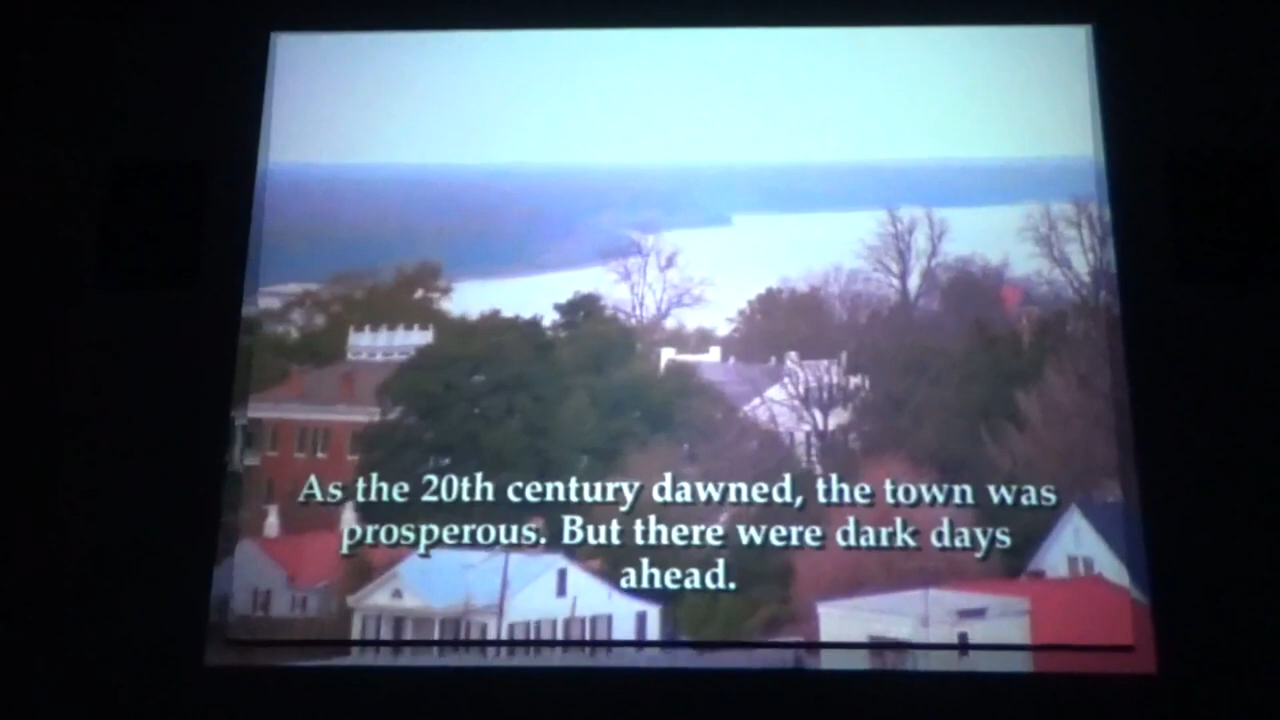 As the 20th century dawned, the town was
prosperous. But there were dark days
ahead.